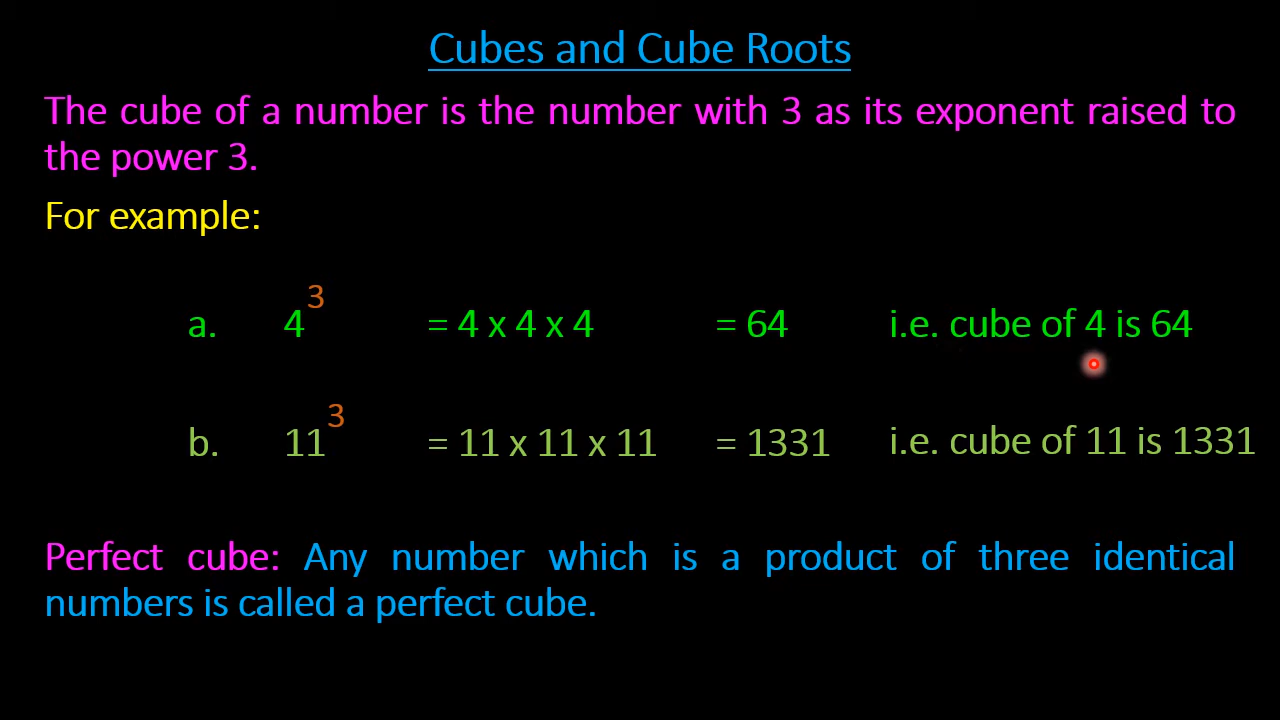 Cubes and Cube Roots
The cube of a number is the number with 3 as its exponent raised to
the power 3.
For example:
a. 4³ = 4 x 4 x 4 = 64 i.e. cube of 4 is 64
b. 11³ = 11 x 11 x 11 = 1331 i.e. cube of 11 is 1331
Perfect cube: Any number which is a product of three identical
numbers is called a perfect cube.